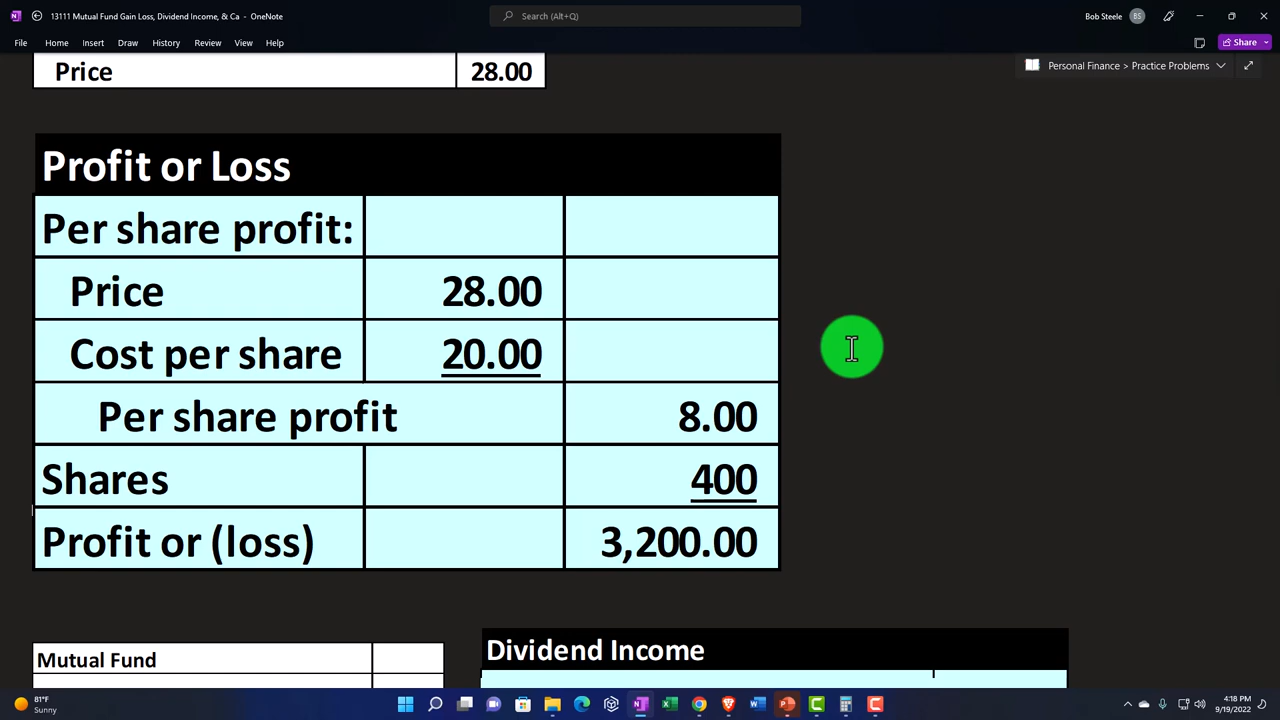 13111 Mutual Fund Gain Loss, Dividend Income, & Ca - OneNote
Search (Alt+Q)
Bob Steele
BS
File Home Insert Draw History Review View Help
Share
Price 28.00
Personal Finance > Practice Problems
Profit or Loss
Per share profit:
Price 28.00
Cost per share 20.00
Per share profit 8.00
Shares 400
Profit or (loss) 3,200.00
Mutual Fund
Dividend Income
81°F
Sunny
4:18 PM
9/19/2022